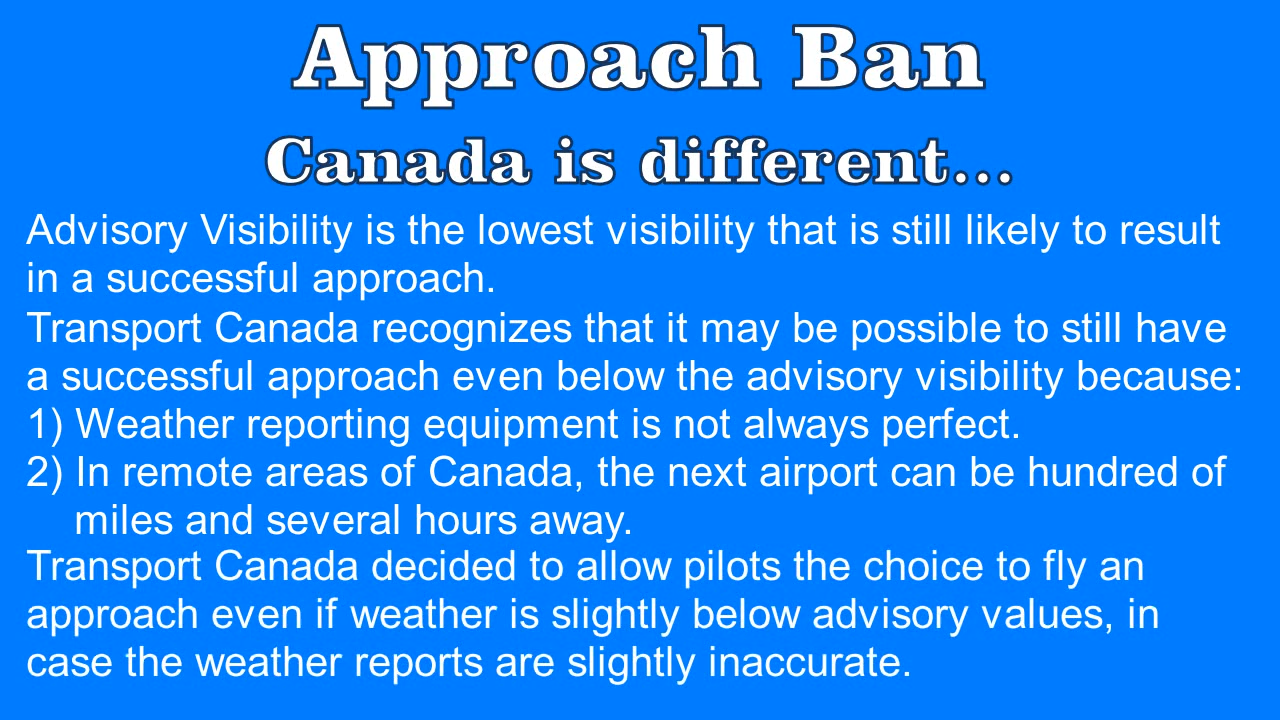 Approach Ban
Canada is different...
Advisory Visibility is the lowest visibility that is still likely to result
in a successful approach.
Transport Canada recognizes that it may be possible to still have
a successful approach even below the advisory visibility because:
1) Weather reporting equipment is not always perfect.
2) In remote areas of Canada, the next airport can be hundred of
miles and several hours away.
Transport Canada decided to allow pilots the choice to fly an
approach even if weather is slightly below advisory values, in
case the weather reports are slightly inaccurate.